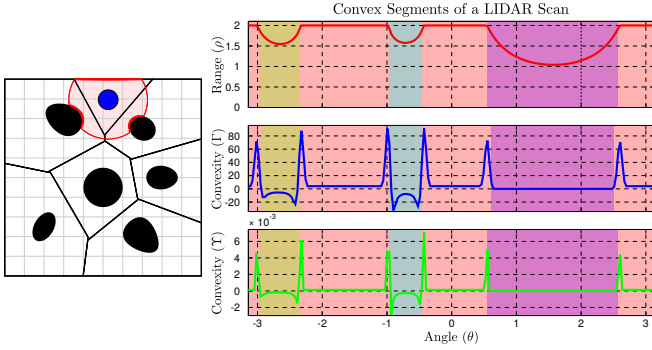 Convex Segments of a LIDAR Scan
Range (ρ)
2
1.5
1
0.5
0
Convexity (Γ)
80
60
40
20
0
-20
× 10⁻³
Convexity (ϒ)
6
4
2
0
-2
-3 -2 -1 0 1 2 3
Angle (θ)